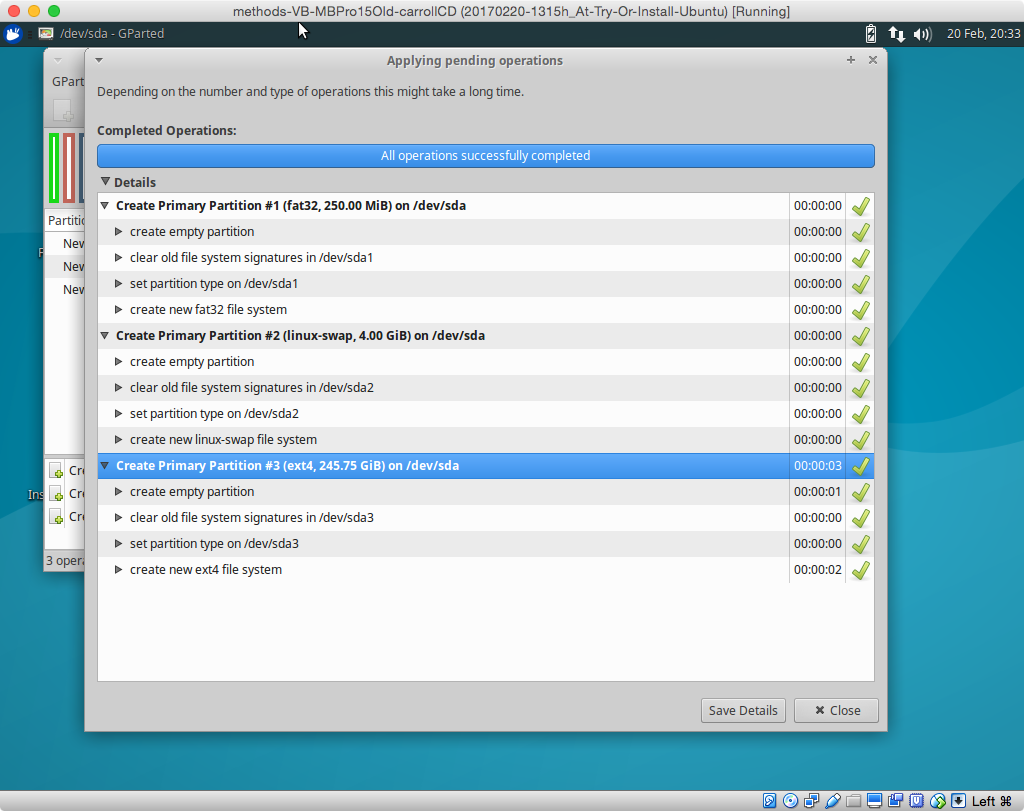 methods-VB-MBPro15Old-carrollCD (20170220-1315h_At-Try-Or-Install-Ubuntu) [Running]
/dev/sda - GParted
20 Feb, 20:33
Applying pending operations
GPart
Depending on the number and type of operations this might take a long time.
Completed Operations:
All operations successfully completed
Details
Create Primary Partition #1 (fat32, 250.00 MiB) on /dev/sda 00:00:00
Partitio
create empty partition 00:00:00
New
clear old file system signatures in /dev/sda1 00:00:00
New
set partition type on /dev/sda1 00:00:00
New
create new fat32 file system 00:00:00
Create Primary Partition #2 (linux-swap, 4.00 GiB) on /dev/sda 00:00:00
create empty partition 00:00:00
clear old file system signatures in /dev/sda2 00:00:00
set partition type on /dev/sda2 00:00:00
create new linux-swap file system 00:00:00
Create Primary Partition #3 (ext4, 245.75 GiB) on /dev/sda 00:00:03
Cre
create empty partition 00:00:01
Ins
Cre
clear old file system signatures in /dev/sda3 00:00:00
Cre
set partition type on /dev/sda3 00:00:00
3 opera
create new ext4 file system 00:00:02
Save Details
Close
Left ⌘